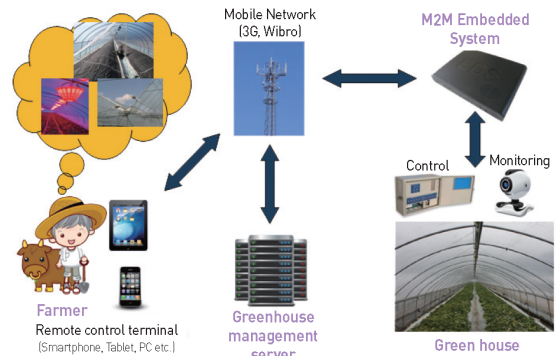 Mobile Network
(3G, Wibro)
M2M Embedded
System
Control
Monitoring
Farmer
Remote control terminal
(Smartphone, Tablet, PC etc.)
Greenhouse
management
server
Green house